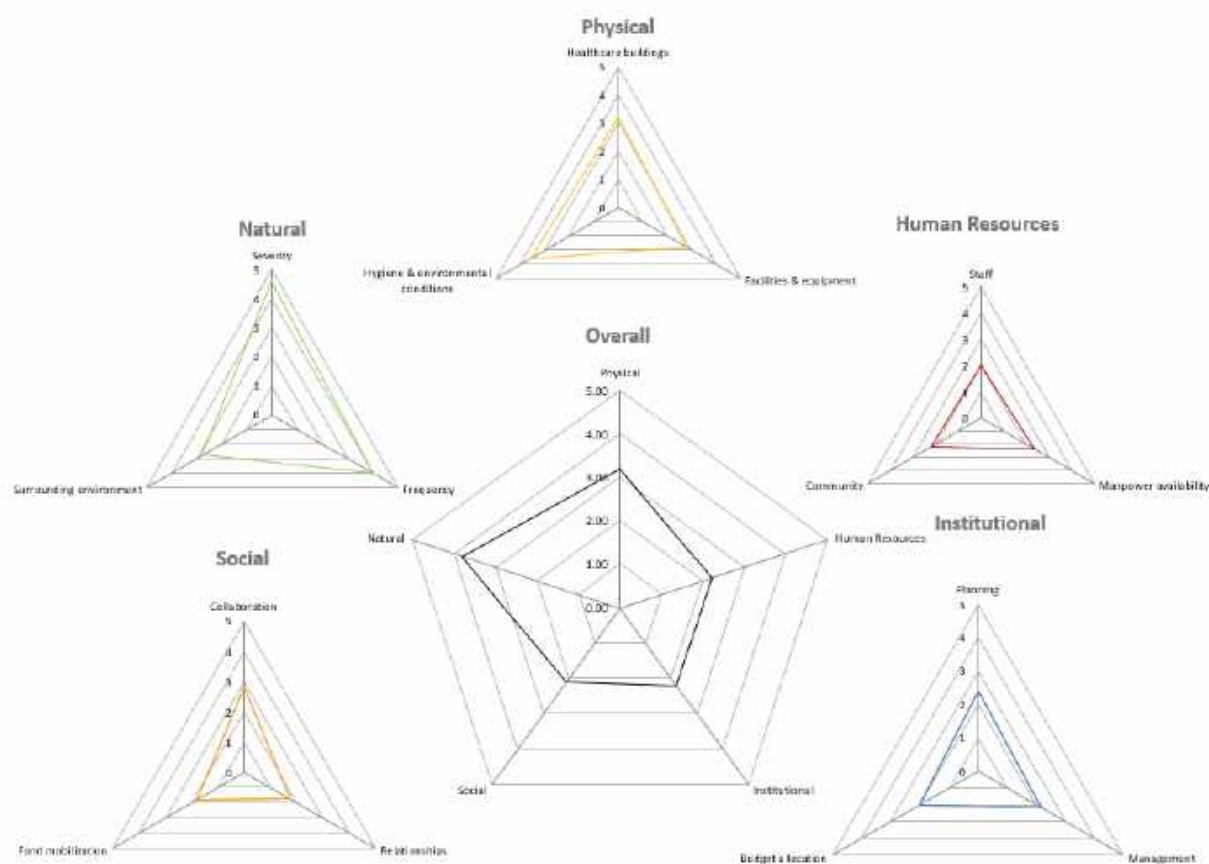 Physical
Healthcare buildings
5
4
3
2
1
0
Hygiene & environmental
conditions
Facilities & equipment
Natural
Severity
5
4
3
2
1
0
Surrounding environment
Frequency
Human Resources
Staff
5
4
3
2
1
0
Community
Manpower availability
Overall
Physical
5.00
4.00
3.00
2.00
1.00
0.00
Natural
Human Resources
Social
Institutional
Social
Collaboration
5
4
3
2
1
0
Fund mobilization
Relationships
Institutional
Planning
5
4
3
2
1
0
Budget allocation
Management